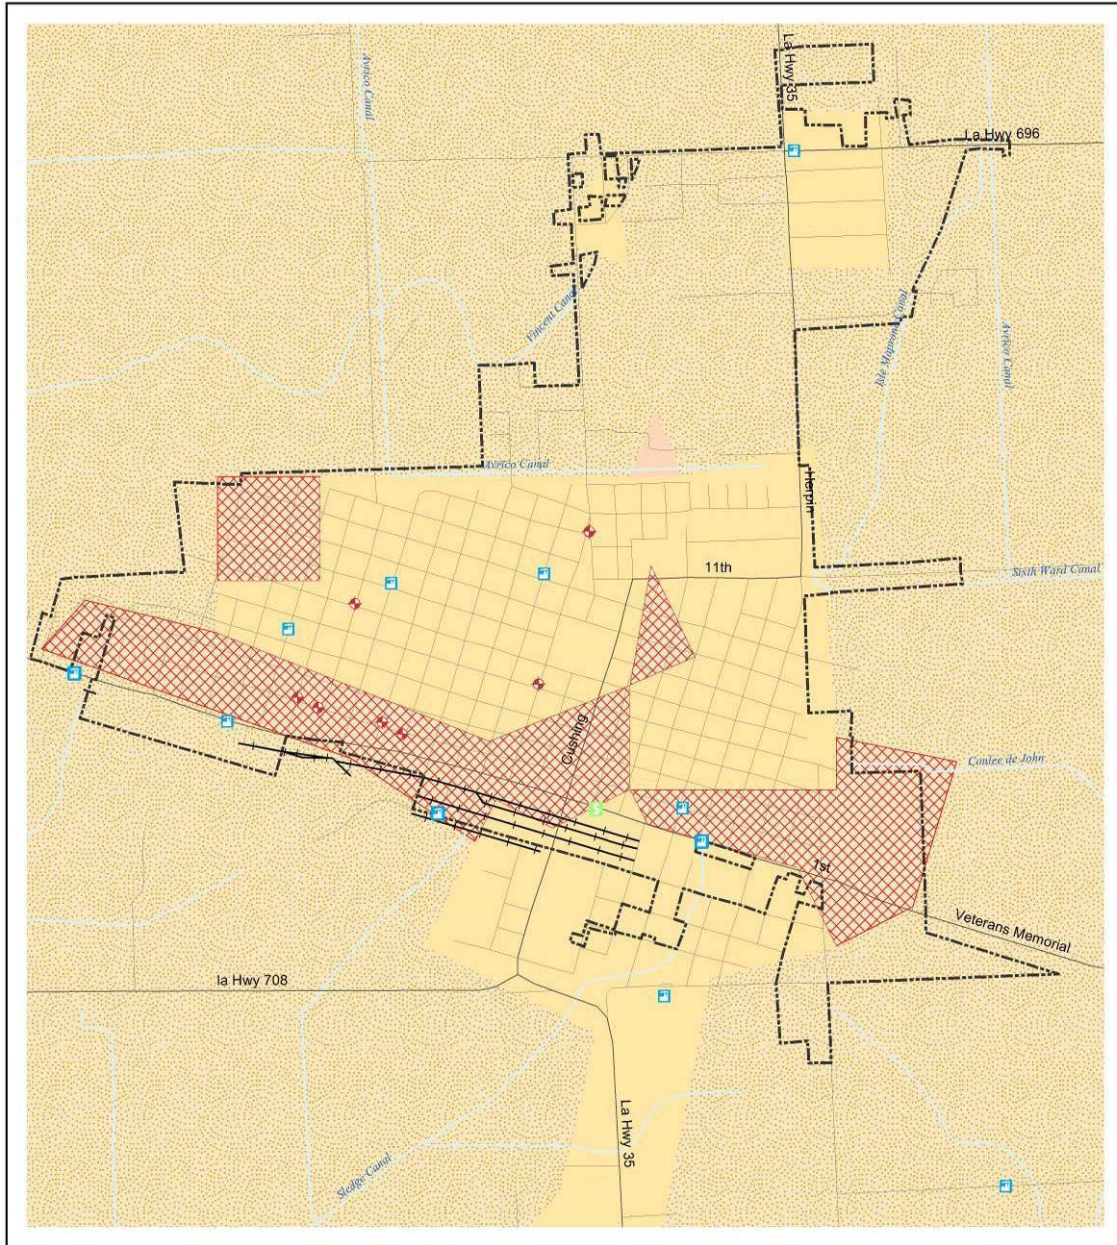 La Hwy 35
Avrico Canal
La Hwy 696
Vincent Canal
Isle Maprond Canal
Avrico Canal
Avrico Canal
Herpin
11th
Sixth Ward Canal
Cushing
Coulee de John
1st
Veterans Memorial
la Hwy 708
La Hwy 35
Sledge Canal